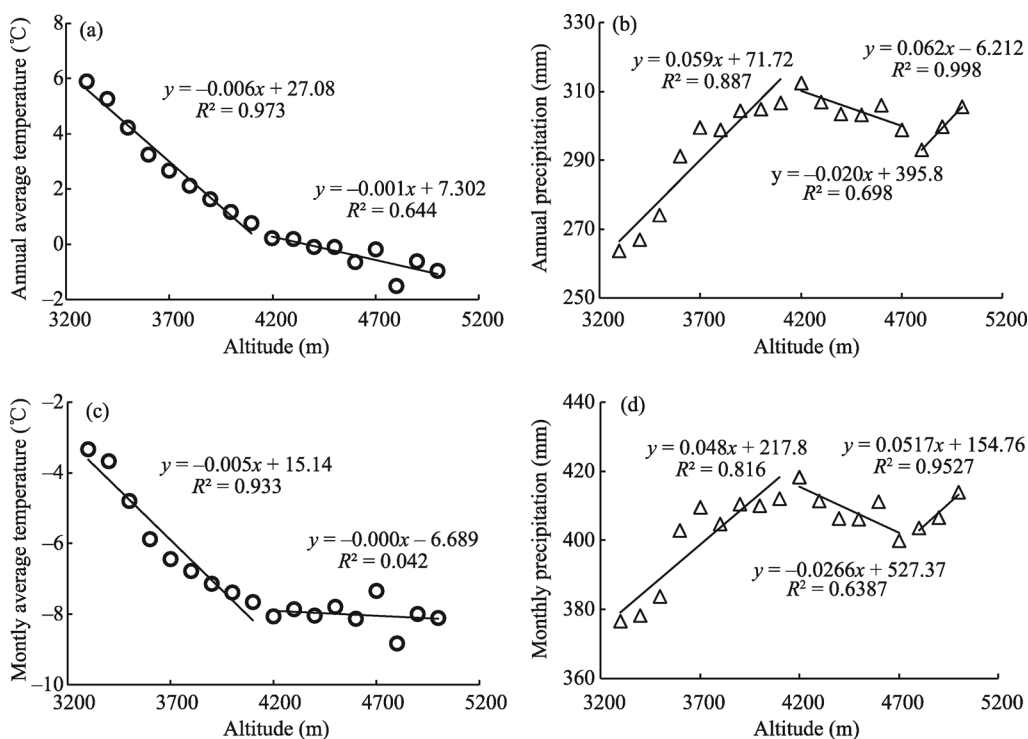 (a)
Annual average temperature (℃)
8
6
4
2
0
–2
y = –0.006x + 27.08
R² = 0.973
y = –0.001x + 7.302
R² = 0.644
3200
3700
4200
4700
5200
Altitude (m)
(b)
Annual precipitation (mm)
330
310
290
270
250
y = 0.059x + 71.72
R² = 0.887
y = 0.062x – 6.212
R² = 0.998
y = –0.020x + 395.8
R² = 0.698
3200
3700
4200
4700
5200
Altitude (m)
(c)
Montly average temperature (℃)
–2
–4
–6
–8
–10
y = –0.005x + 15.14
R² = 0.933
y = –0.000x – 6.689
R² = 0.042
3200
3700
4200
4700
5200
Altitude (m)
(d)
Monthly precipitation (mm)
440
420
400
380
360
y = 0.048x + 217.8
R² = 0.816
y = 0.0517x + 154.76
R² = 0.9527
y = –0.0266x + 527.37
R² = 0.6387
3200
3700
4200
4700
5200
Altitude (m)